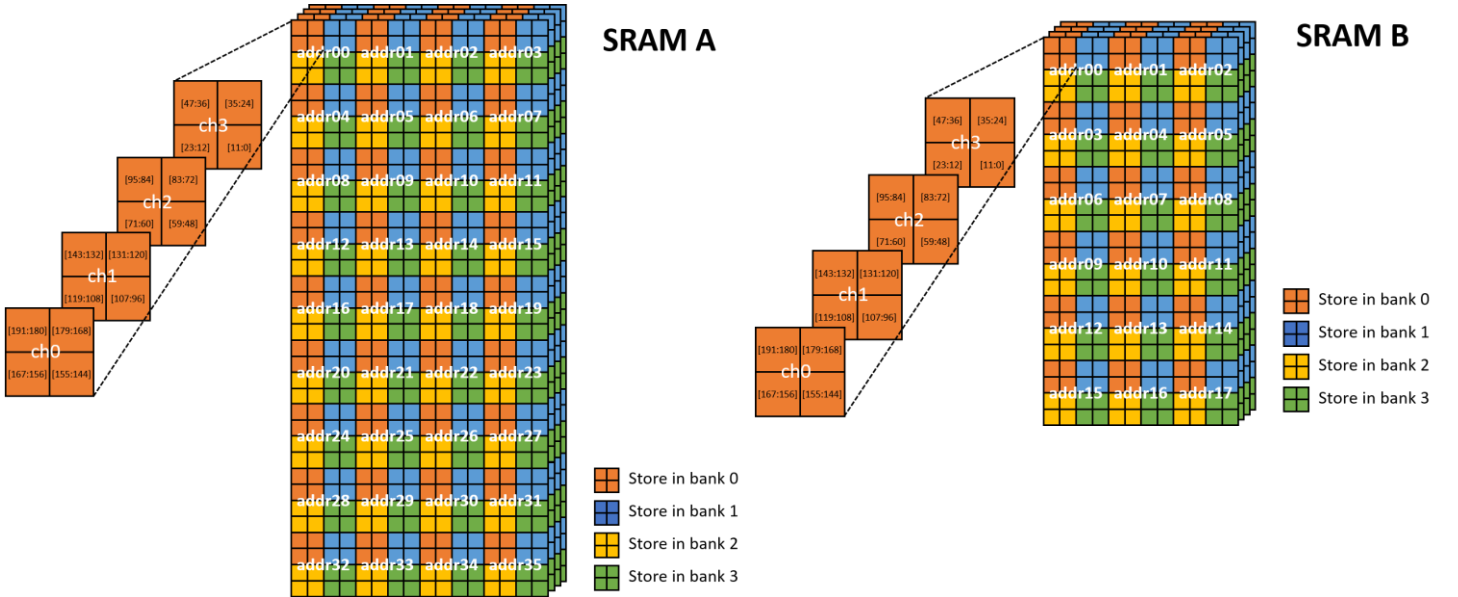 SRAM A
addr00 addr01 addr02 addr03
addr04 addr05 addr06 addr07
addr08 addr09 addr10 addr11
addr12 addr13 addr14 addr15
addr16 addr17 addr18 addr19
addr20 addr21 addr22 addr23
addr24 addr25 addr26 addr27
addr28 addr29 addr30 addr31
addr32 addr33 addr34 addr35
[47:36] [35:24]
ch3
[23:12] [11:0]
[95:84] [83:72]
ch2
[71:60] [59:48]
[143:132] [131:120]
ch1
[119:108] [107:96]
[191:180] [179:168]
ch0
[167:156] [155:144]
Store in bank 0
Store in bank 1
Store in bank 2
Store in bank 3
SRAM B
addr00 addr01 addr02
addr03 addr04 addr05
addr06 addr07 addr08
addr09 addr10 addr11
addr12 addr13 addr14
addr15 addr16 addr17
[47:36] [35:24]
ch3
[23:12] [11:0]
[95:84] [83:72]
ch2
[71:60] [59:48]
[143:132] [131:120]
ch1
[119:108] [107:96]
[191:180] [179:168]
ch0
[167:156] [155:144]
Store in bank 0
Store in bank 1
Store in bank 2
Store in bank 3